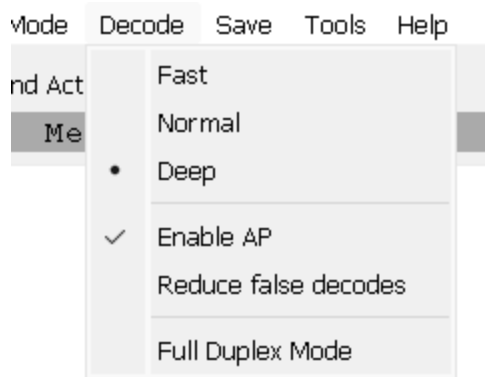 Mode Decode Save Tools Help
nd Act
Me
Fast
Normal
Deep
Enable AP
Reduce false decodes
Full Duplex Mode